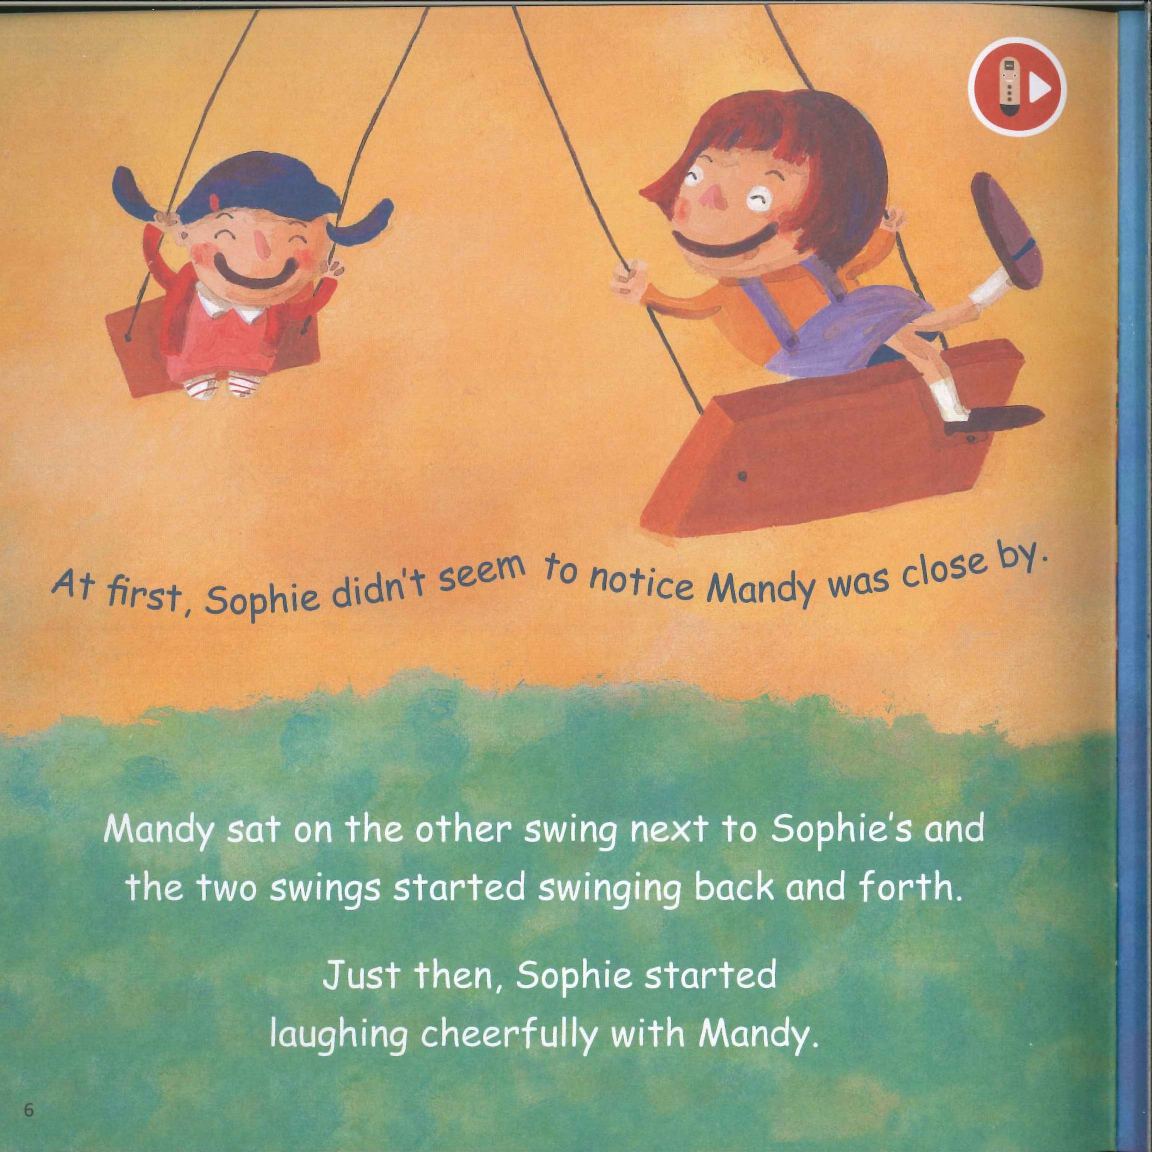 At first, Sophie didn't seem to notice Mandy was close by.
Mandy sat on the other swing next to Sophie's and
the two swings started swinging back and forth.
Just then, Sophie started
laughing cheerfully with Mandy.
6